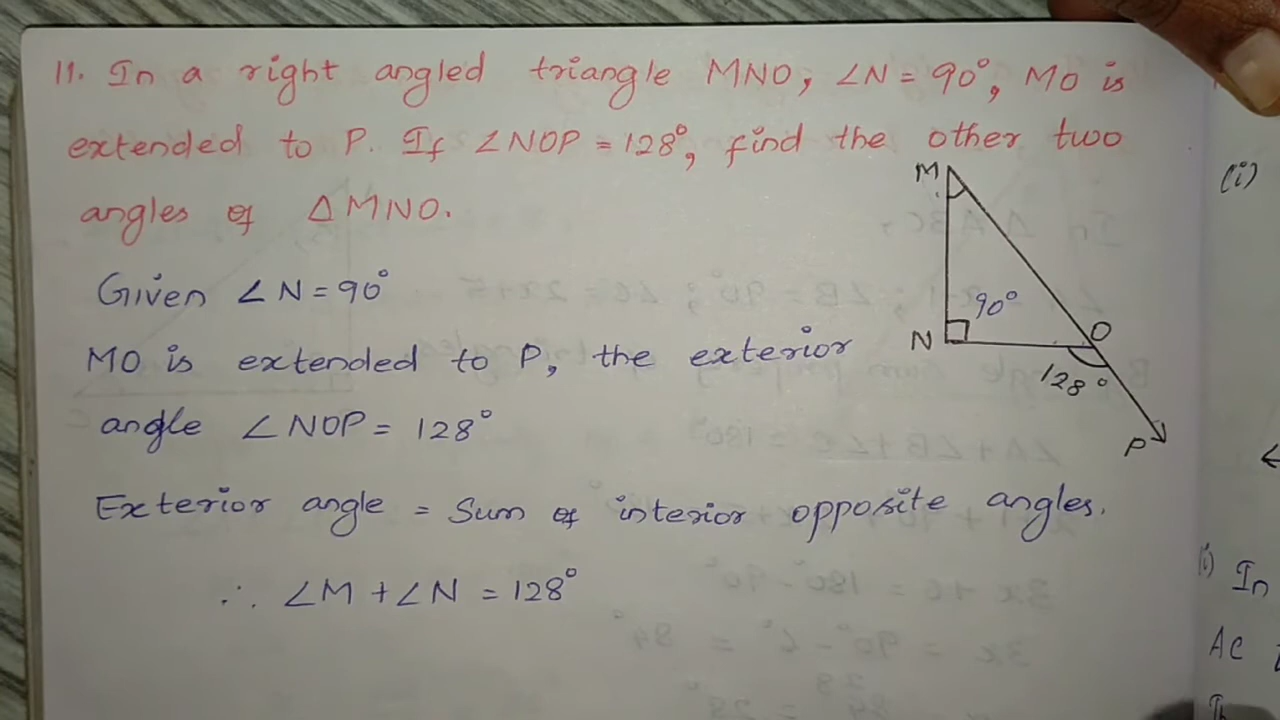 11. In a right angled triangle MNO, ∠N = 90°, MO is
extended to P. If ∠NOP = 128°, find the other two
angles of ΔMNO.
Given ∠N = 90°
MO is extended to P, the exterior
angle ∠NOP = 128°
Exterior angle = Sum of interior opposite angles.
∴ ∠M + ∠N = 128°
M
90°
N
O
128°
P
(i)
(i) In
AC